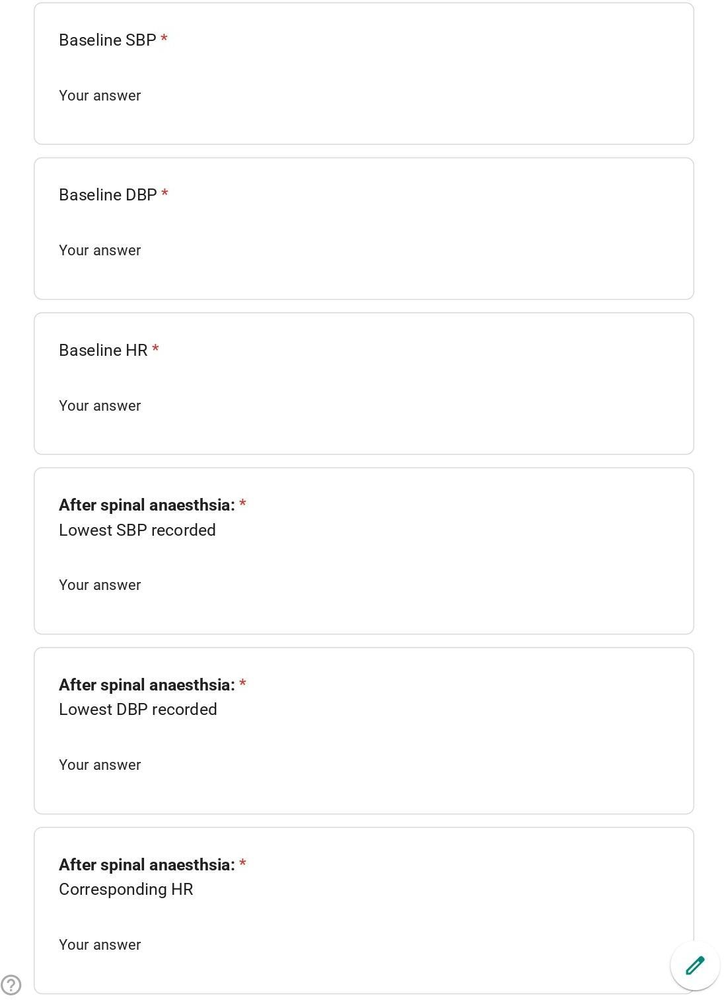 Baseline SBP *
Your answer
Baseline DBP *
Your answer
Baseline HR *
Your answer
After spinal anaesthsia: *
Lowest SBP recorded
Your answer
After spinal anaesthsia: *
Lowest DBP recorded
Your answer
After spinal anaesthsia: *
Corresponding HR
Your answer